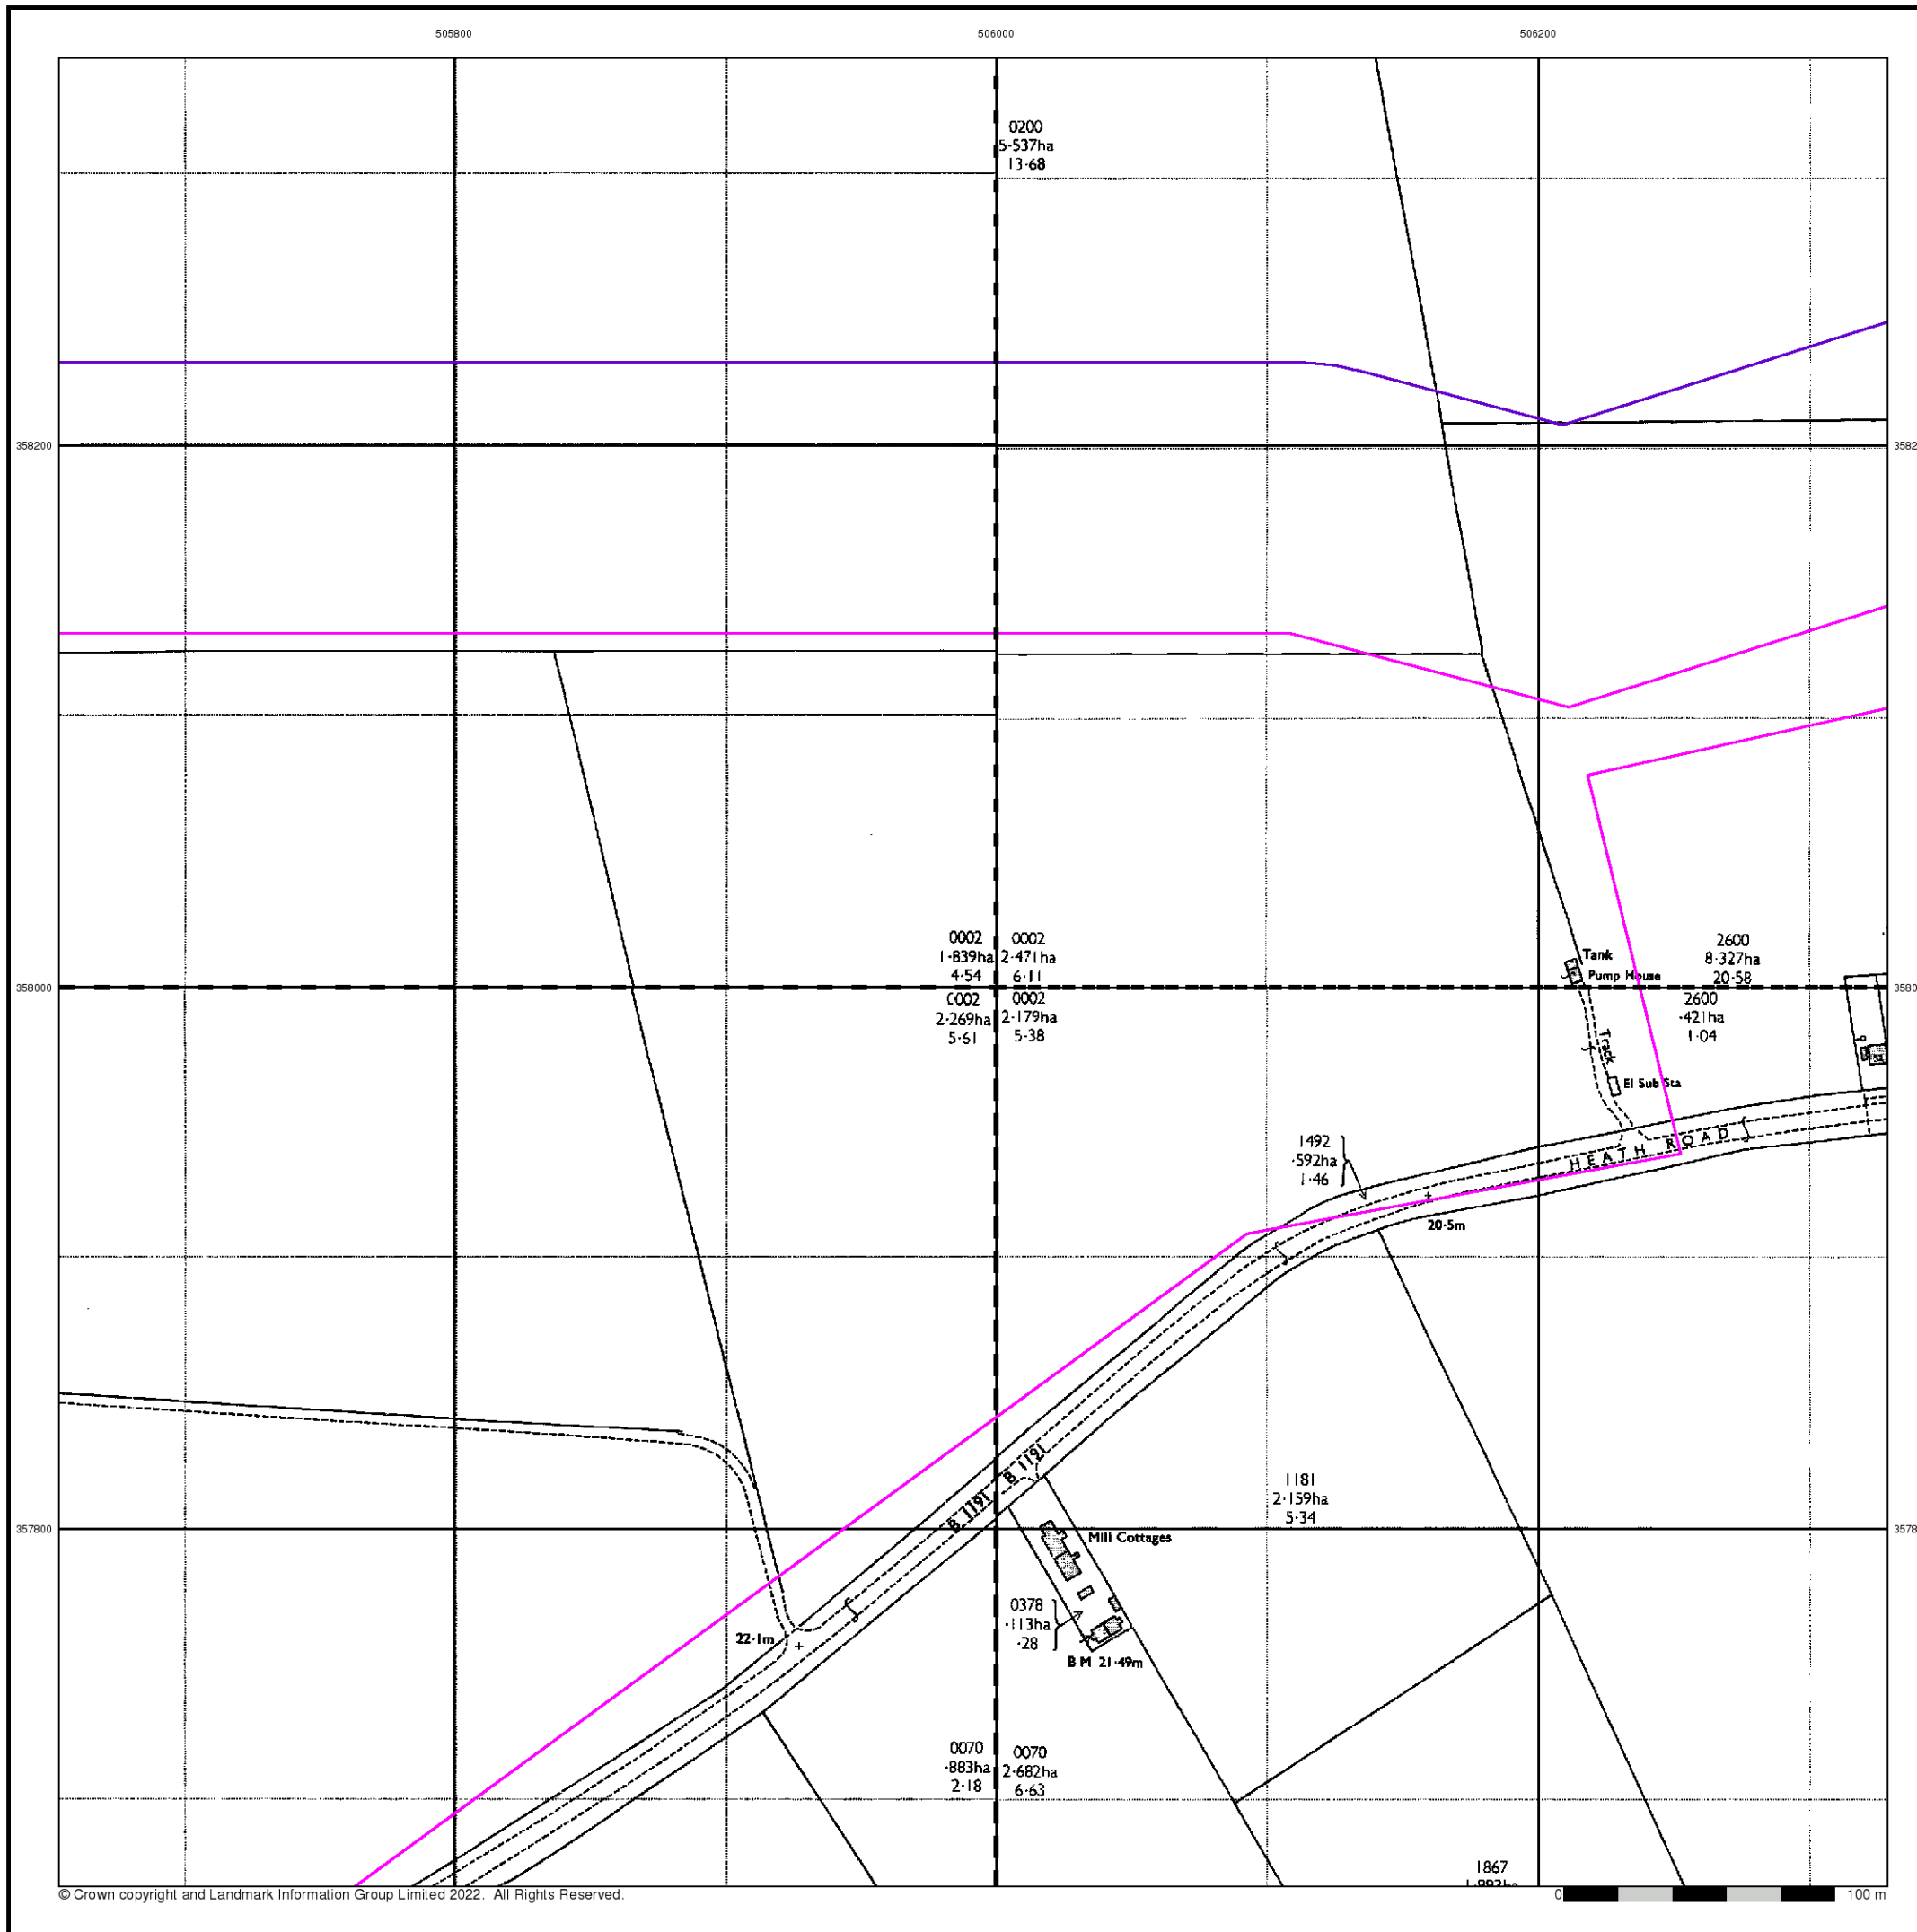 505800
506000
506200
0200
5·537ha
13·68
358200
3582
0002
1·839ha
4·54
0002
2·471ha
6·11
Tank
Pump House
2600
8·327ha
20·58
358000
3580
0002
2·269ha
5·61
0002
2·179ha
5·38
2600
·421ha
1·04
Track
El Sub Sta
1492
·592ha
1·46
HEATH ROAD
20·5m
B 1191
B 1191
1181
2·159ha
5·34
357800
3578
Mill Cottages
0378
·113ha
·28
22·1m
B M 21·49m
0070
·883ha
2·18
0070
2·682ha
6·63
1867
© Crown copyright and Landmark Information Group Limited 2022. All Rights Reserved.
0
100 m